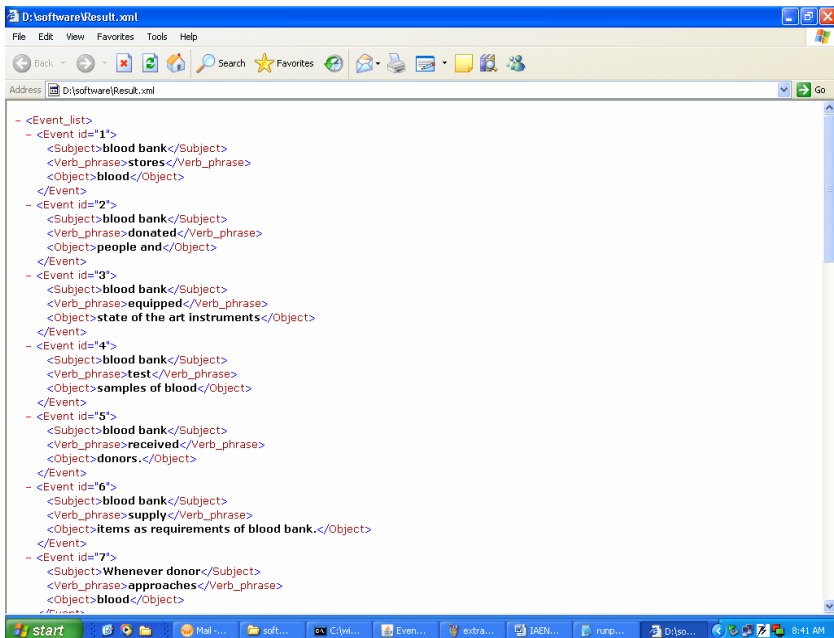 D:\software\Result.xml
File Edit View Favorites Tools Help
Back Search Favorites
Address D:\software\Result.xml Go
- <Event_list>
- <Event id="1">
<Subject>blood bank</Subject>
<Verb_phrase>stores</Verb_phrase>
<Object>blood</Object>
</Event>
- <Event id="2">
<Subject>blood bank</Subject>
<Verb_phrase>donated</Verb_phrase>
<Object>people and</Object>
</Event>
- <Event id="3">
<Subject>blood bank</Subject>
<Verb_phrase>equipped</Verb_phrase>
<Object>state of the art instruments</Object>
</Event>
- <Event id="4">
<Subject>blood bank</Subject>
<Verb_phrase>test</Verb_phrase>
<Object>samples of blood</Object>
</Event>
- <Event id="5">
<Subject>blood bank</Subject>
<Verb_phrase>received</Verb_phrase>
<Object>donors.</Object>
</Event>
- <Event id="6">
<Subject>blood bank</Subject>
<Verb_phrase>supply</Verb_phrase>
<Object>items as requirements of blood bank.</Object>
</Event>
- <Event id="7">
<Subject>Whenever donor</Subject>
<Verb_phrase>approaches</Verb_phrase>
<Object>blood</Object>
</Event>
start Mail -... soft... C:\wi... Even... extra... IAEN... runp... D:\so... 8:41 AM